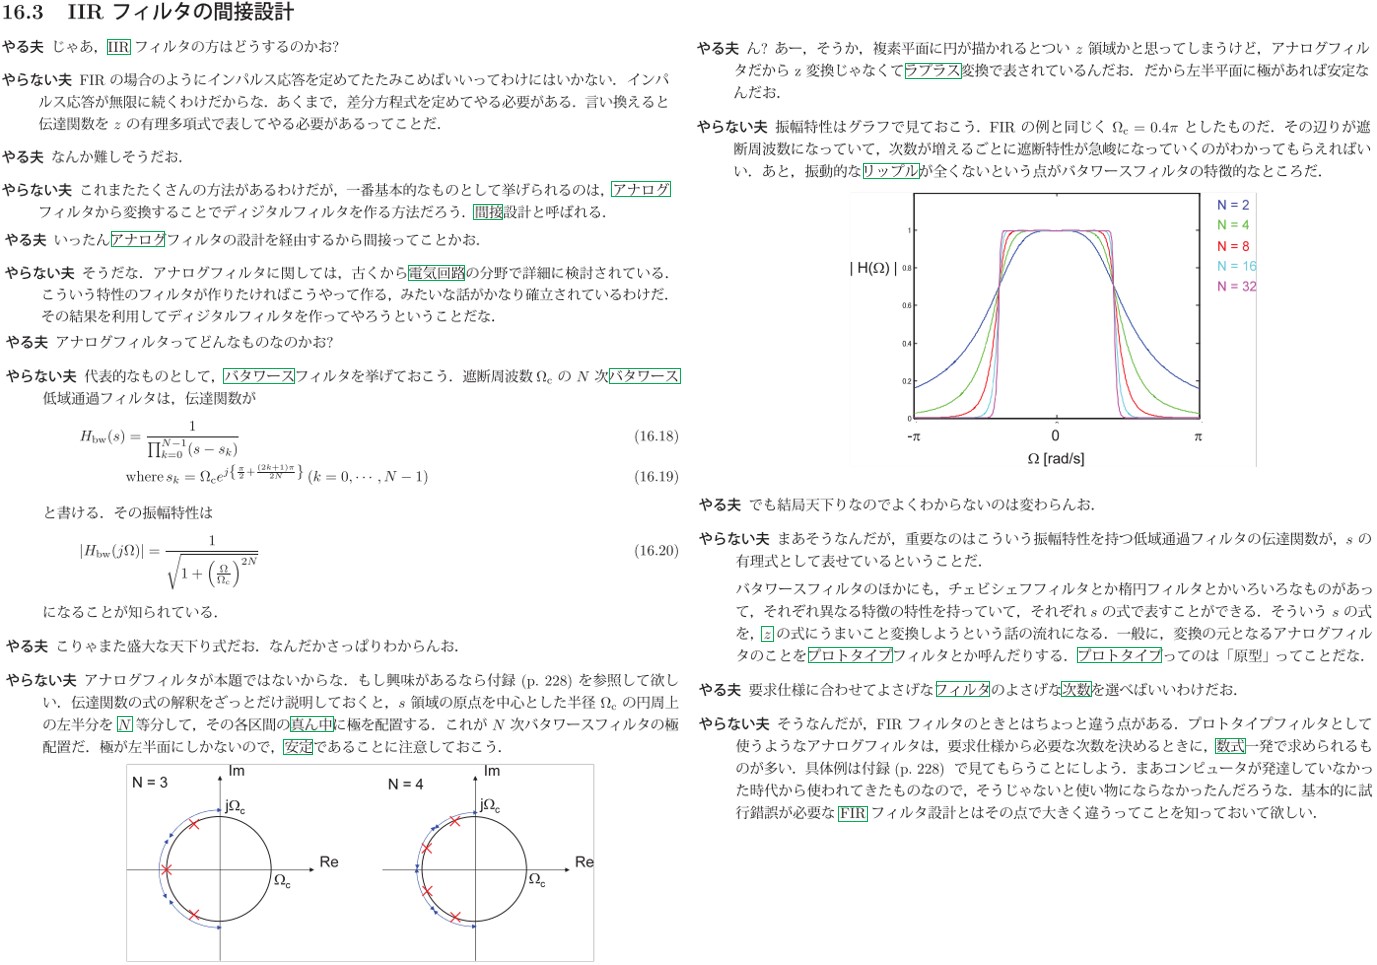 16.3 IIR フィルタの間接設計
やる夫 じゃあ，IIR フィルタの方はどうするのかお?
やらない夫 FIR の場合のようにインパルス応答を定めてたたみこめばいいってわけにはいかない．インパ
ルス応答が無限に続くわけだからな．あくまで，差分方程式を定めてやる必要がある．言い換えると
伝達関数を z の有理多項式で表してやる必要があるってことだ．
やる夫 なんか難しそうだお．
やらない夫 これまたたくさんの方法があるわけだが，一番基本的なものとして挙げられるのは，アナログ
フィルタから変換することでディジタルフィルタを作る方法だろう．間接設計と呼ばれる．
やる夫 いったんアナログフィルタの設計を経由するから間接ってことかお．
やらない夫 そうだな．アナログフィルタに関しては，古くから電気回路の分野で詳細に検討されている．
こういう特性のフィルタが作りたければこうやって作る，みたいな話がかなり確立されているわけだ．
その結果を利用してディジタルフィルタを作ってやろうということだな．
やる夫 アナログフィルタってどんなものなのかお?
やらない夫 代表的なものとして，バタワースフィルタを挙げておこう．遮断周波数 Ωc の N 次バタワース
低域通過フィルタは，伝達関数が
Hbw(s) = 1 / ∏_{k=0}^{N−1}(s − sk) (16.18)
where sk = Ωc e^{j{π/2 + (2k+1)π/2N}} (k = 0, ··· , N − 1) (16.19)
と書ける．その振幅特性は
|Hbw(jΩ)| = 1 / √(1 + (Ω/Ωc)^{2N}) (16.20)
になることが知られている．
やる夫 こりゃまた盛大な天下り式だお．なんだかさっぱりわからんお．
やらない夫 アナログフィルタが本題ではないからな．もし興味があるなら付録 (p. 228) を参照して欲し
い．伝達関数の式の解釈をざっとだけ説明しておくと，s 領域の原点を中心とした半径 Ωc の円周上
の左半分を N 等分して，その各区間の真ん中に極を配置する．これが N 次バタワースフィルタの極
配置だ．極が左半面にしかないので，安定であることに注意しておこう．
N = 3 Im jΩc Re Ωc
N = 4 Im jΩc Re Ωc
やる夫 ん? あー，そうか，複素平面に円が描かれるとつい z 領域かと思ってしまうけど，アナログフィル
タだから z 変換じゃなくてラプラス変換で表されているんだお．だから左半平面に極があれば安定な
んだお．
やらない夫 振幅特性はグラフで見ておこう．FIR の例と同じく Ωc = 0.4π としたものだ．その辺りが遮
断周波数になっていて，次数が増えるごとに遮断特性が急峻になっていくのがわかってもらえればい
い．あと，振動的なリップルが全くないという点がバタワースフィルタの特徴的なところだ．
N = 2
N = 4
N = 8
N = 16
N = 32
| H(Ω) |
1
0.8
0.6
0.4
0.2
0
-π 0 π
Ω [rad/s]
やる夫 でも結局天下りなのでよくわからないのは変わらんお．
やらない夫 まあそうなんだが，重要なのはこういう振幅特性を持つ低域通過フィルタの伝達関数が，s の
有理式として表せているということだ．
バタワースフィルタのほかにも，チェビシェフフィルタとか楕円フィルタとかいろいろなものがあっ
て，それぞれ異なる特徴の特性を持っていて，それぞれ s の式で表すことができる．そういう s の式
を，z の式にうまいこと変換しようという話の流れになる．一般に，変換の元となるアナログフィル
タのことをプロトタイプフィルタとか呼んだりする．プロトタイプってのは「原型」ってことだな．
やる夫 要求仕様に合わせてよさげなフィルタのよさげな次数を選べばいいわけだお．
やらない夫 そうなんだが，FIR フィルタのときとはちょっと違う点がある．プロトタイプフィルタとして
使うようなアナログフィルタは，要求仕様から必要な次数を決めるときに，数式一発で求められるも
のが多い．具体例は付録 (p. 228) で見てもらうことにしよう．まあコンピュータが発達していなかっ
た時代から使われてきたものなので，そうじゃないと使い物にならなかったんだろうな．基本的に試
行錯誤が必要な FIR フィルタ設計とはその点で大きく違うってことを知っておいて欲しい．